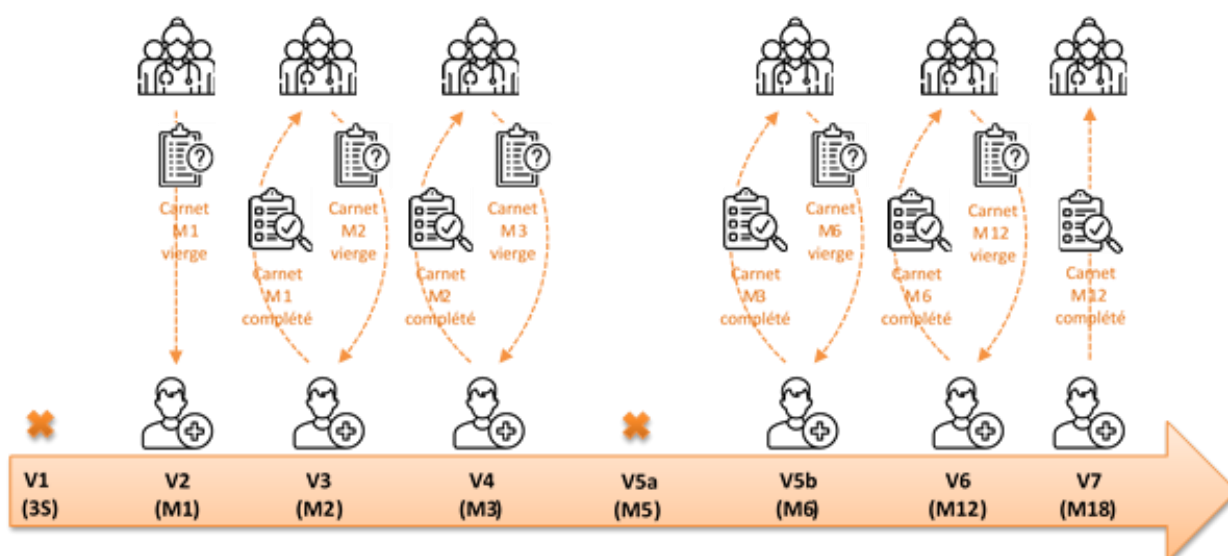 Carnet
M1
vierge
Carnet
M1
complété
Carnet
M2
vierge
Carnet
M2
complété
Carnet
M3
vierge
Carnet
M3
complété
Carnet
M6
vierge
Carnet
M6
complété
Carnet
M12
vierge
Carnet
M12
complété
V1
(3S)
V2
(M1)
V3
(M2)
V4
(M3)
V5a
(M5)
V5b
(M6)
V6
(M12)
V7
(M18)